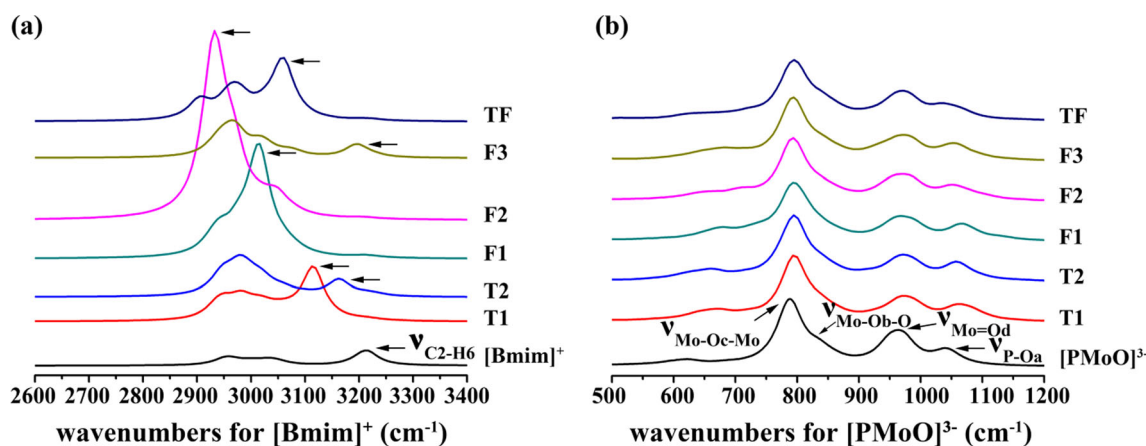 (a)
TF
F3
F2
F1
T2
T1
νC2-H6
[Bmim]⁺
2600 2700 2800 2900 3000 3100 3200 3300 3400
wavenumbers for [Bmim]⁺ (cm⁻¹)
(b)
TF
F3
F2
F1
T2
T1
νMo-Oc-Mo
νMo-Ob-O
νMo=Od
νP-Oa
[PMoO]³⁻
500 600 700 800 900 1000 1100 1200
wavenumbers for [PMoO]³⁻ (cm⁻¹)